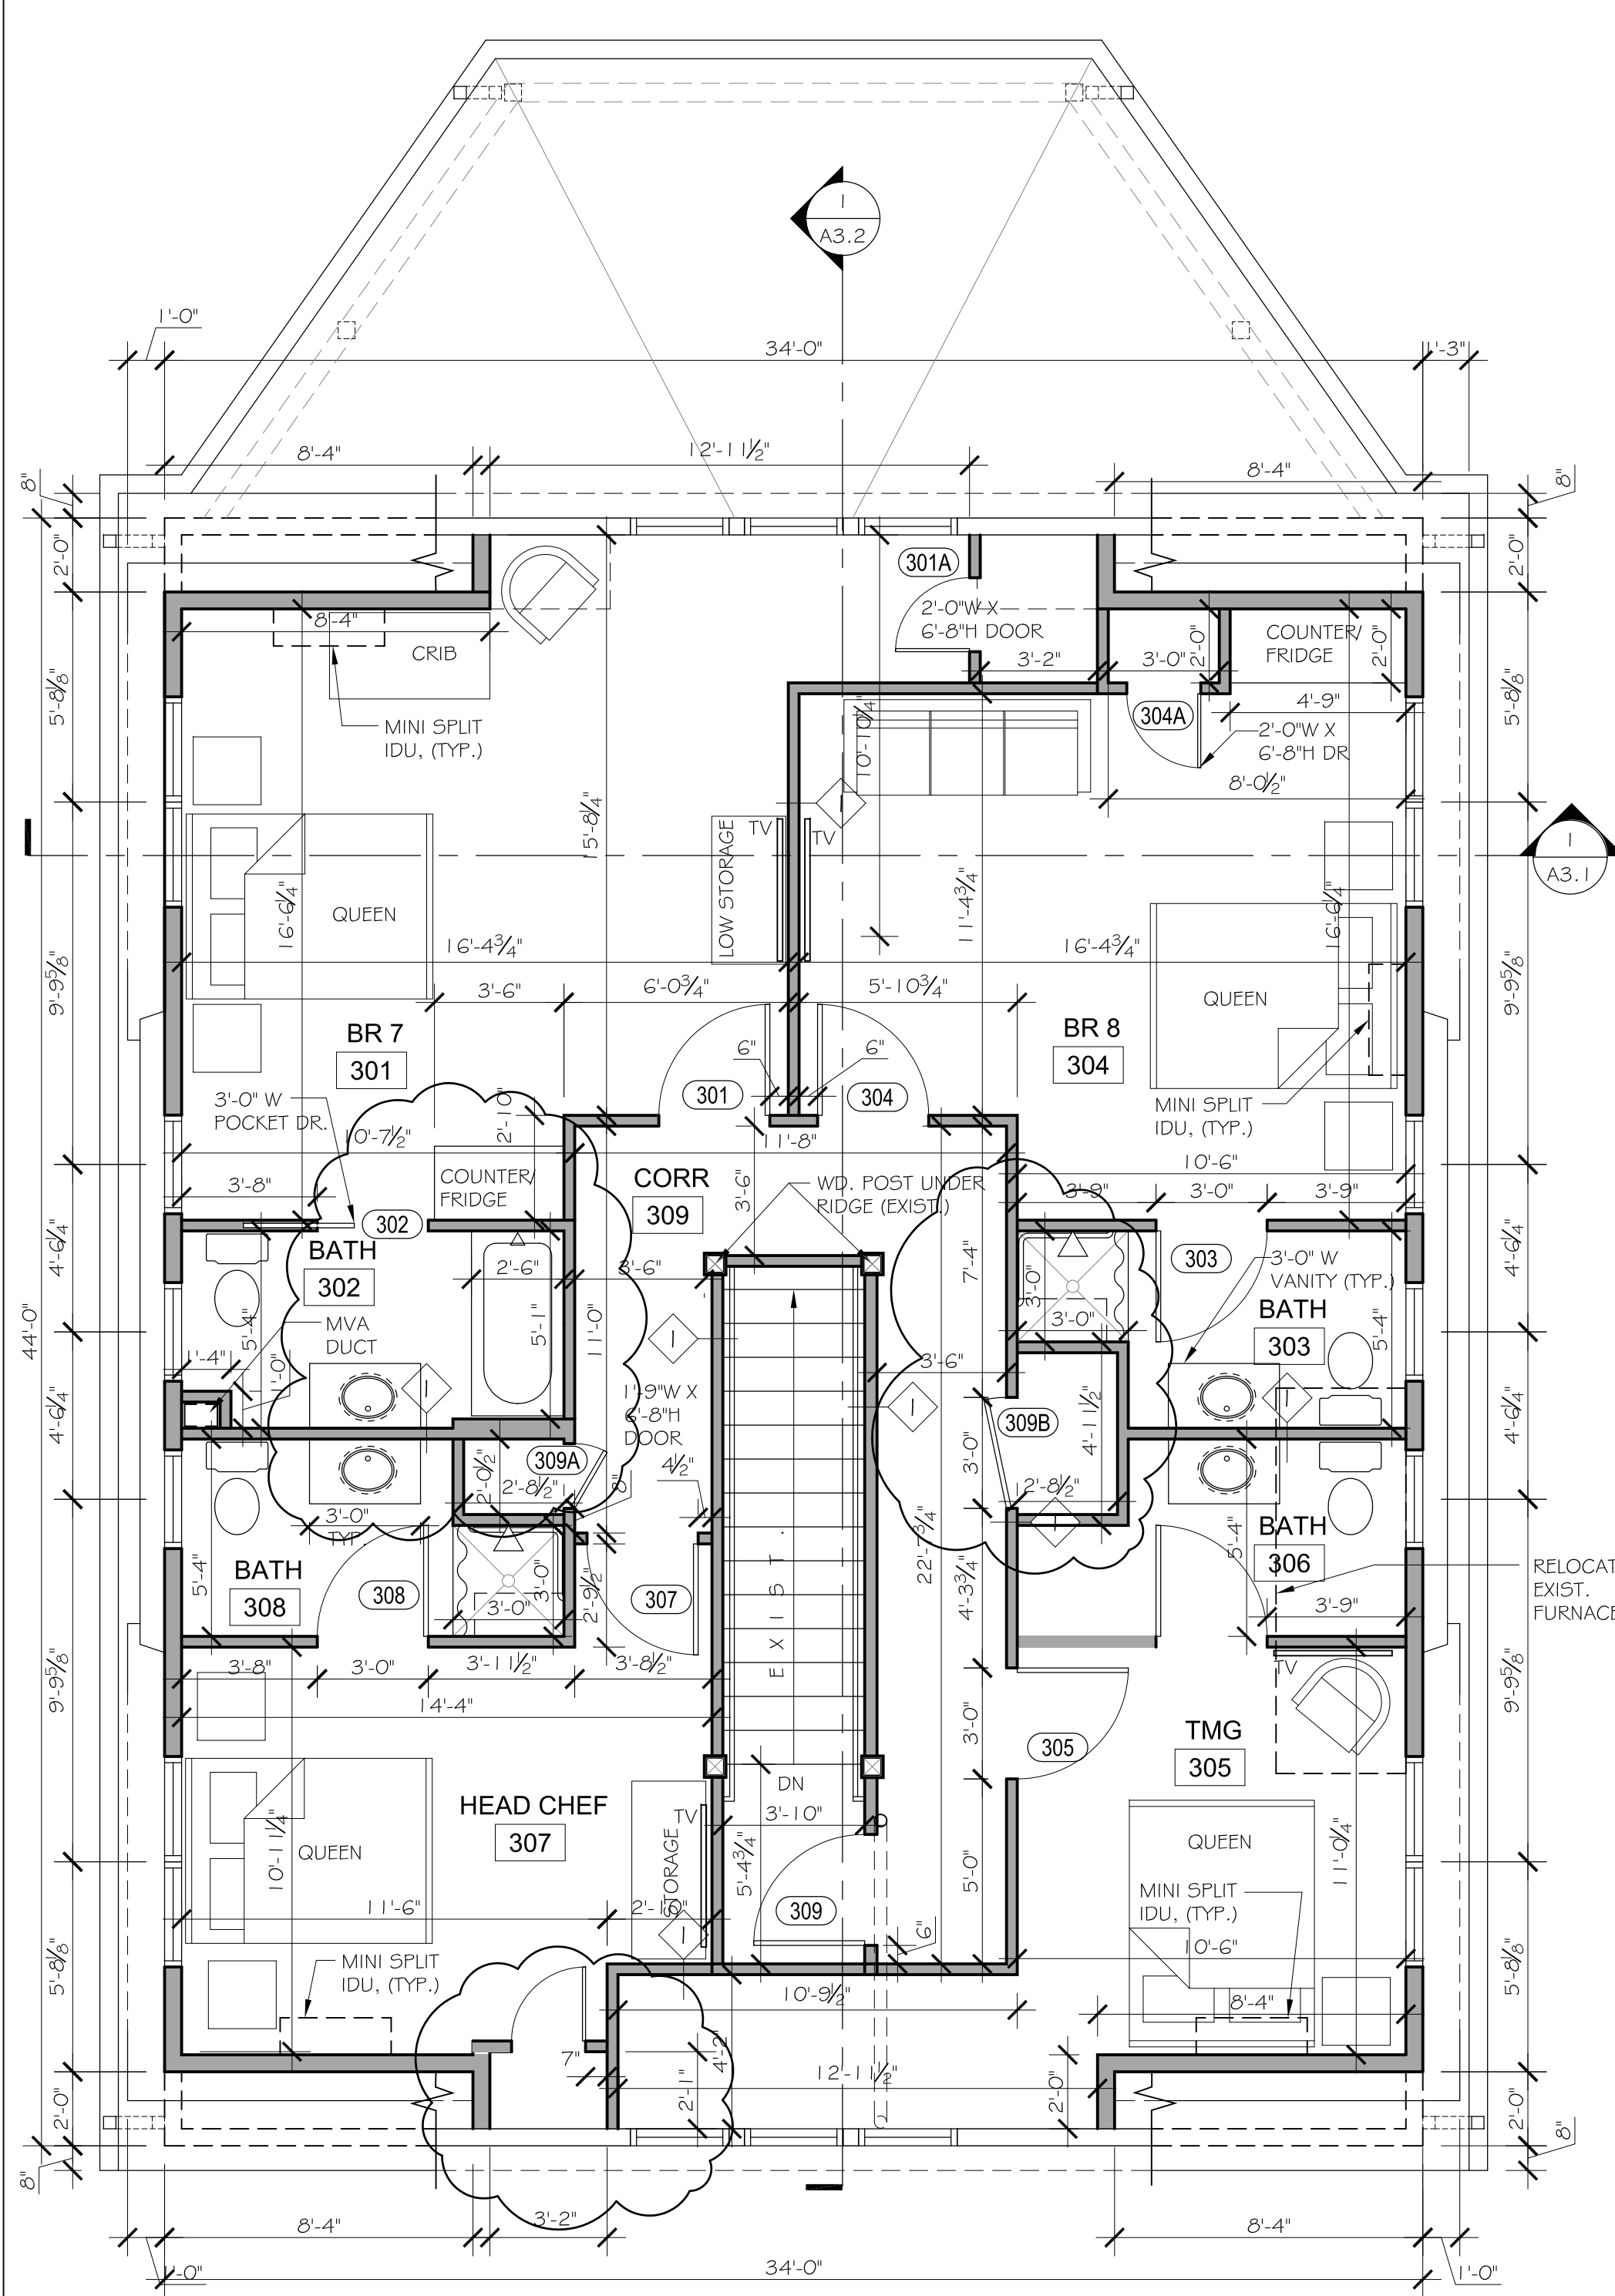 1
A3.2
1'-0"
34'-0"
1'-3"
8'-4"
12'-11½"
8'-4"
8"
8"
2'-0"
301A
2'-0"
2'-0"W X
6'-8"H DOOR
8'-4"
CRIB
3'-2"
3'-0"
2'-0"
COUNTER/
FRIDGE
2'-0"
5'-8⅛"
5'-8⅛"
4'-9"
304A
MINI SPLIT
IDU, (TYP.)
10'-10¼"
2'-0"W X
6'-8"H DR
8'-0½"
15'-8¼"
TV
TV
LOW STORAGE
1
1
A3.1
QUEEN
16'-6¼"
11'-4¾"
16'-6¼"
16'-4¾"
16'-4¾"
9'-9⅝"
9'-9⅝"
3'-6"
6'-0¾"
5'-10¾"
QUEEN
BR 7
301
BR 8
304
6"
6"
301
304
3'-0" W
POCKET DR.
MINI SPLIT
IDU, (TYP.)
2'-10"
10'-7½"
11'-8"
10'-6"
COUNTER/
FRIDGE
CORR
309
3'-6"
WD. POST UNDER
RIDGE (EXIST.)
3'-8"
3'-9"
3'-0"
3'-9"
302
BATH
302
4'-6¼"
4'-6¼"
2'-6"
3'-6"
7'-4"
303
3'-0" W
VANITY (TYP.)
3'-0"
3'-0"
BATH
303
MVA
DUCT
5'-4"
5'-1"
11'-0"
1
5'-4"
44'-0"
1'-4"
1'-0"
3'-6"
1
1'-9"W X
6'-8"H
DOOR
1
309B
4'-11½"
1
4'-6¼"
4'-6¼"
309A
2'-0½"
2'-8½"
8"
4½"
3'-0"
2'-8½"
3'-0"
TYP.
1
BATH
306
5'-4"
BATH
308
5'-4"
308
3'-0"
3'-0"
2'-9½"
307
EXIST.
22'-7¾"
4'-3¾"
3'-9"
EXIST.
FURNACE
3'-8"
3'-0"
3'-11½"
3'-8½"
TV
9'-9⅝"
9'-9⅝"
14'-4"
3'-0"
305
TMG
305
DN
3'-10"
HEAD CHEF
307
TV
STORAGE
QUEEN
10'-11¼"
5'-4¾"
5'-0"
QUEEN
11'-0¼"
MINI SPLIT
IDU, (TYP.)
11'-6"
2'-10"
309
6"
1
10'-6"
MINI SPLIT
IDU, (TYP.)
5'-8⅛"
5'-8⅛"
10'-9½"
8'-4"
7"
4'-2"
2'-1"
12'-11½"
2'-0"
2'-0"
2'-0"
8"
8"
8'-4"
3'-2"
8'-4"
34'-0"
1'-0"